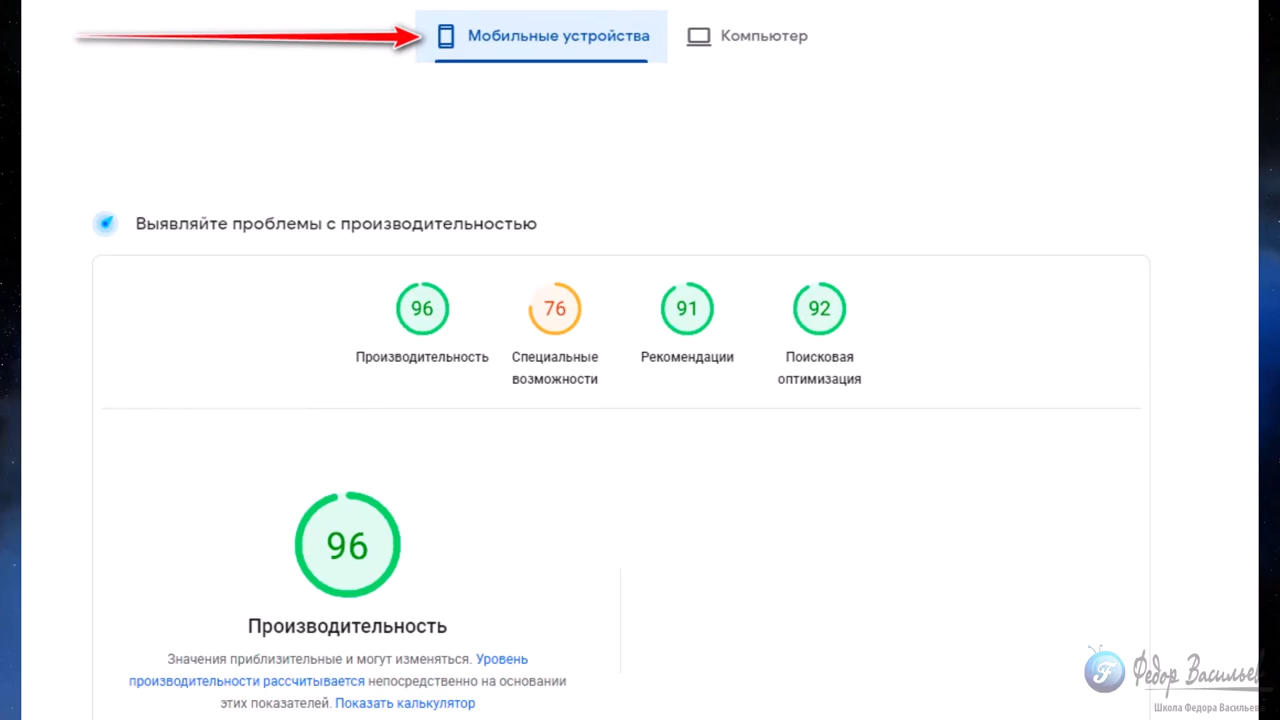 Мобильные устройства
Компьютер
Выявляйте проблемы с производительностью
96
76
91
92
Производительность
Специальные
возможности
Рекомендации
Поисковая
оптимизация
96
Производительность
Значения приблизительные и могут изменяться. Уровень
производительности рассчитывается непосредственно на основании
этих показателей. Показать калькулятор
Федор Васильев
Школа Федора Васильева